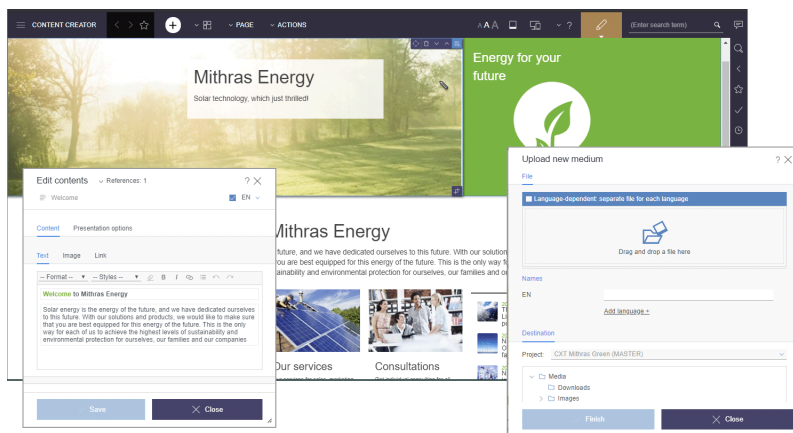 CONTENT CREATOR
PAGE
ACTIONS
AAA
?
(Enter search term)
Mithras Energy
Solar technology, which just thrilled!
Energy for your
future
Edit contents
References: 1
?
Welcome
EN
Content Presentation options
Text Image Link
-- Format -- -- Styles -- B I
Welcome to Mithras Energy
Solar energy is the energy of the future, and we have dedicated ourselves
to this future. With our solutions and products, we would like to make sure
that you are best equipped for this energy of the future. This is the only
way for each of us to achieve the highest levels of sustainability and
environmental protection for ourselves, our families and our companies
Save
Close
Mithras Energy
future, and we have dedicated ourselves to this future. With our solution
ou are best equipped for this energy of the future. This is the only way f
ainability and environmental protection for ourselves, our families and o
Our services
Consultations
Upload new medium
?
File
Language-dependent: separate file for each language
Drag and drop a file here
Names
EN
Add language +
Destination
Project: CXT Mithras Green (MASTER)
Media
Downloads
Images
Finish
Close